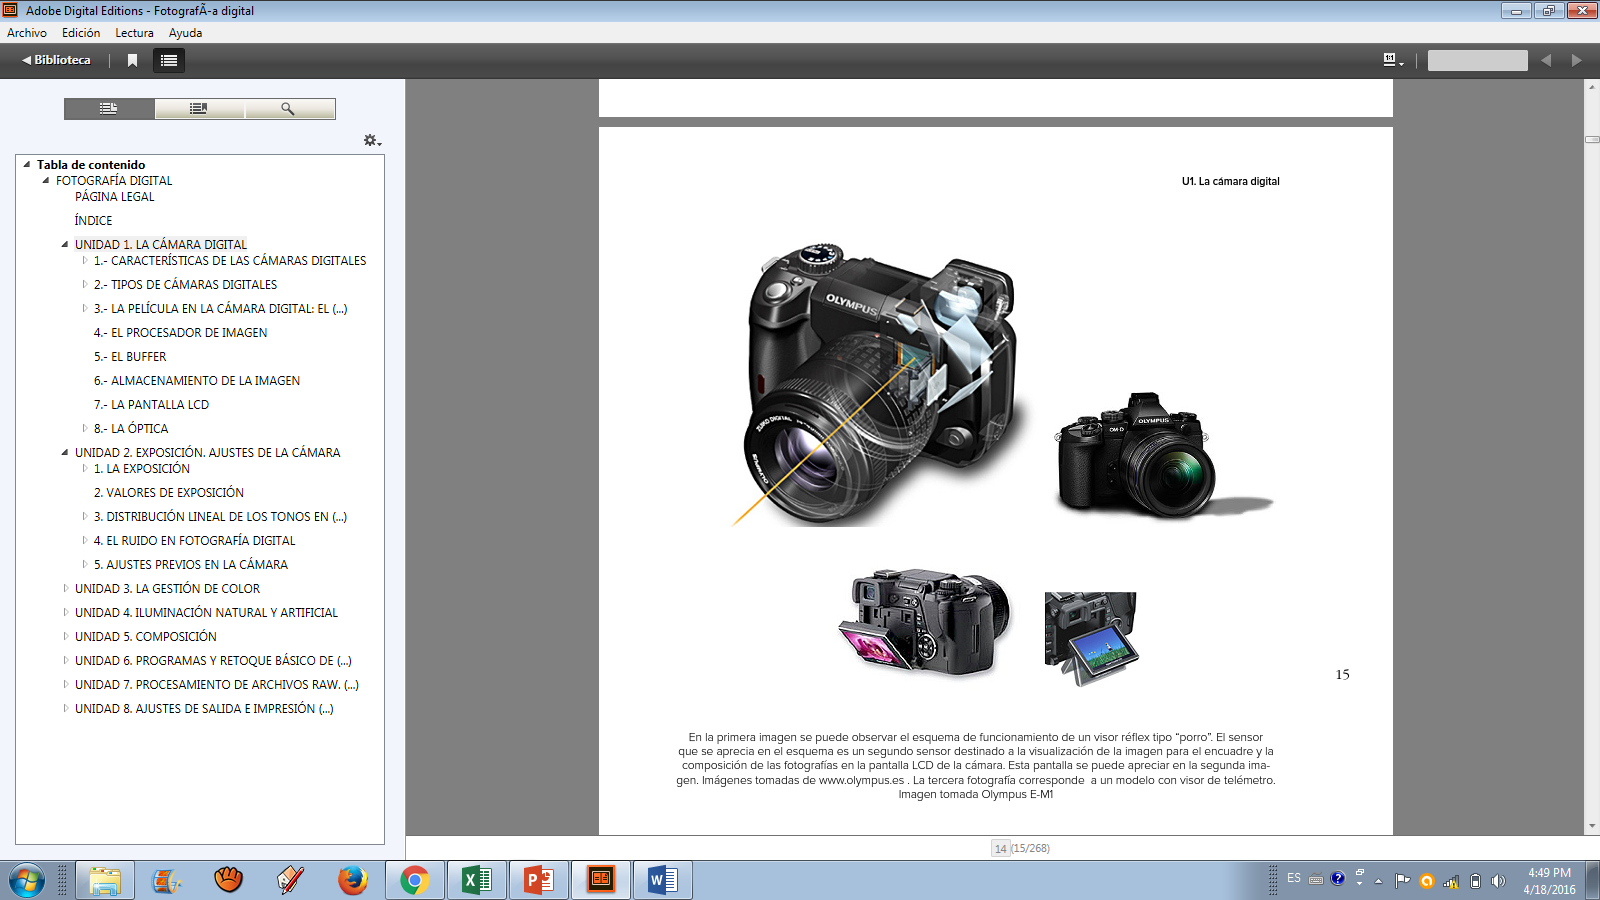 Adobe Digital Editions - FotografÃ-a digital
Archivo Edición Lectura Ayuda
Biblioteca
Tabla de contenido
FOTOGRAFÍA DIGITAL
PÁGINA LEGAL
ÍNDICE
UNIDAD 1. LA CÁMARA DIGITAL
1.- CARACTERÍSTICAS DE LAS CÁMARAS DIGITALES
2.- TIPOS DE CÁMARAS DIGITALES
3.- LA PELÍCULA EN LA CÁMARA DIGITAL: EL (...)
4.- EL PROCESADOR DE IMAGEN
5.- EL BUFFER
6.- ALMACENAMIENTO DE LA IMAGEN
7.- LA PANTALLA LCD
8.- LA ÓPTICA
UNIDAD 2. EXPOSICIÓN. AJUSTES DE LA CÁMARA
1. LA EXPOSICIÓN
2. VALORES DE EXPOSICIÓN
3. DISTRIBUCIÓN LINEAL DE LOS TONOS EN (...)
4. EL RUIDO EN FOTOGRAFÍA DIGITAL
5. AJUSTES PREVIOS EN LA CÁMARA
UNIDAD 3. LA GESTIÓN DE COLOR
UNIDAD 4. ILUMINACIÓN NATURAL Y ARTIFICIAL
UNIDAD 5. COMPOSICIÓN
UNIDAD 6. PROGRAMAS Y RETOQUE BÁSICO DE (...)
UNIDAD 7. PROCESAMIENTO DE ARCHIVOS RAW. (...)
UNIDAD 8. AJUSTES DE SALIDA E IMPRESIÓN (...)
U1. La cámara digital
OLYMPUS
ZUIKO DIGITAL
OLYMPUS
OLYMPUS
OM-D
15
En la primera imagen se puede observar el esquema de funcionamiento de un visor réflex tipo “porro”. El sensor
que se aprecia en el esquema es un segundo sensor destinado a la visualización de la imagen para el encuadre y la
composición de las fotografías en la pantalla LCD de la cámara. Esta pantalla se puede apreciar en la segunda ima-
gen. Imágenes tomadas de www.olympus.es . La tercera fotografía corresponde a un modelo con visor de telémetro.
Imagen tomada Olympus E-M1
14 (15/268)
ES
4:49 PM
4/18/2016